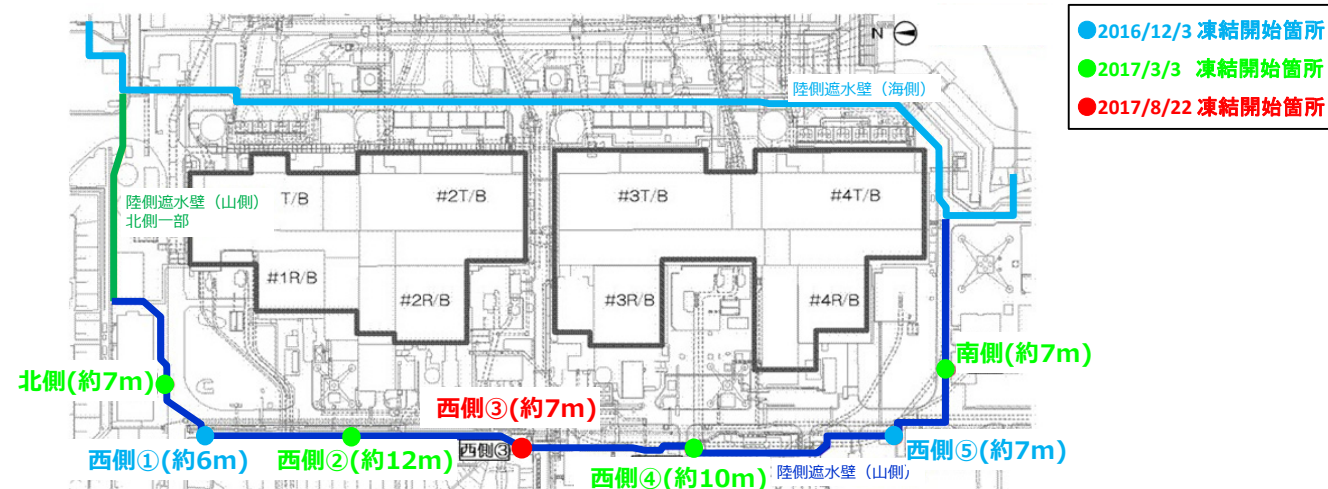 N
2016/12/3 凍結開始箇所
2017/3/3 凍結開始箇所
2017/8/22 凍結開始箇所
陸側遮水壁（海側）
陸側遮水壁（山側）
北側一部
T/B
#2T/B
#3T/B
#4T/B
#1R/B
#2R/B
#3R/B
#4R/B
北側(約7m)
南側(約7m)
西側③(約7m)
西側①(約6m)
西側②(約12m)
西側③
西側④(約10m)
陸側遮水壁（山側）
西側⑤(約7m)